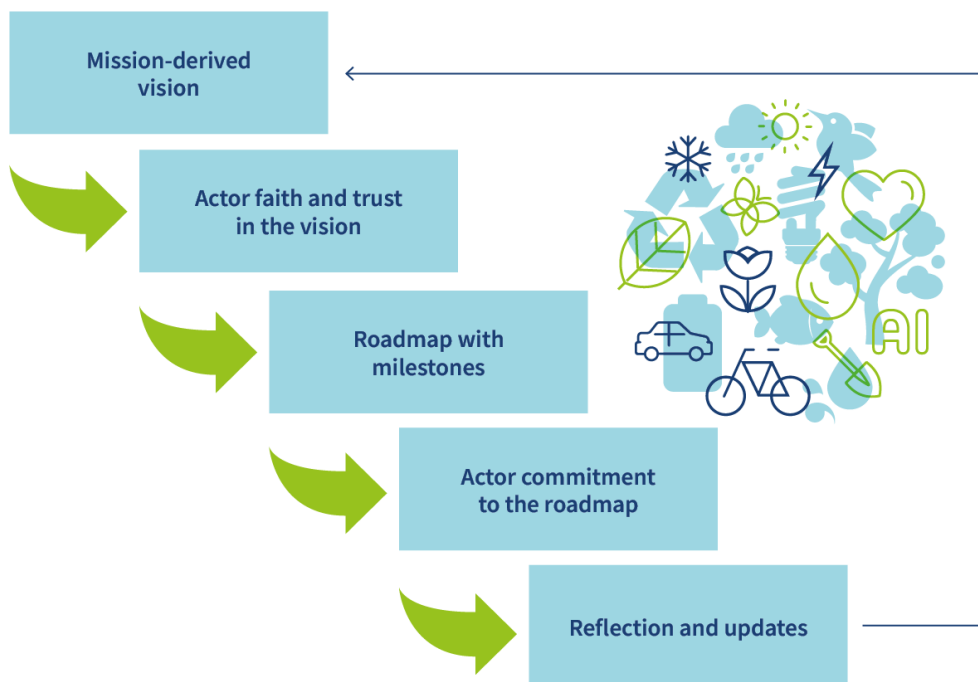 Mission-derived
vision
Actor faith and trust
in the vision
Roadmap with
milestones
AI
Actor commitment
to the roadmap
Reflection and updates